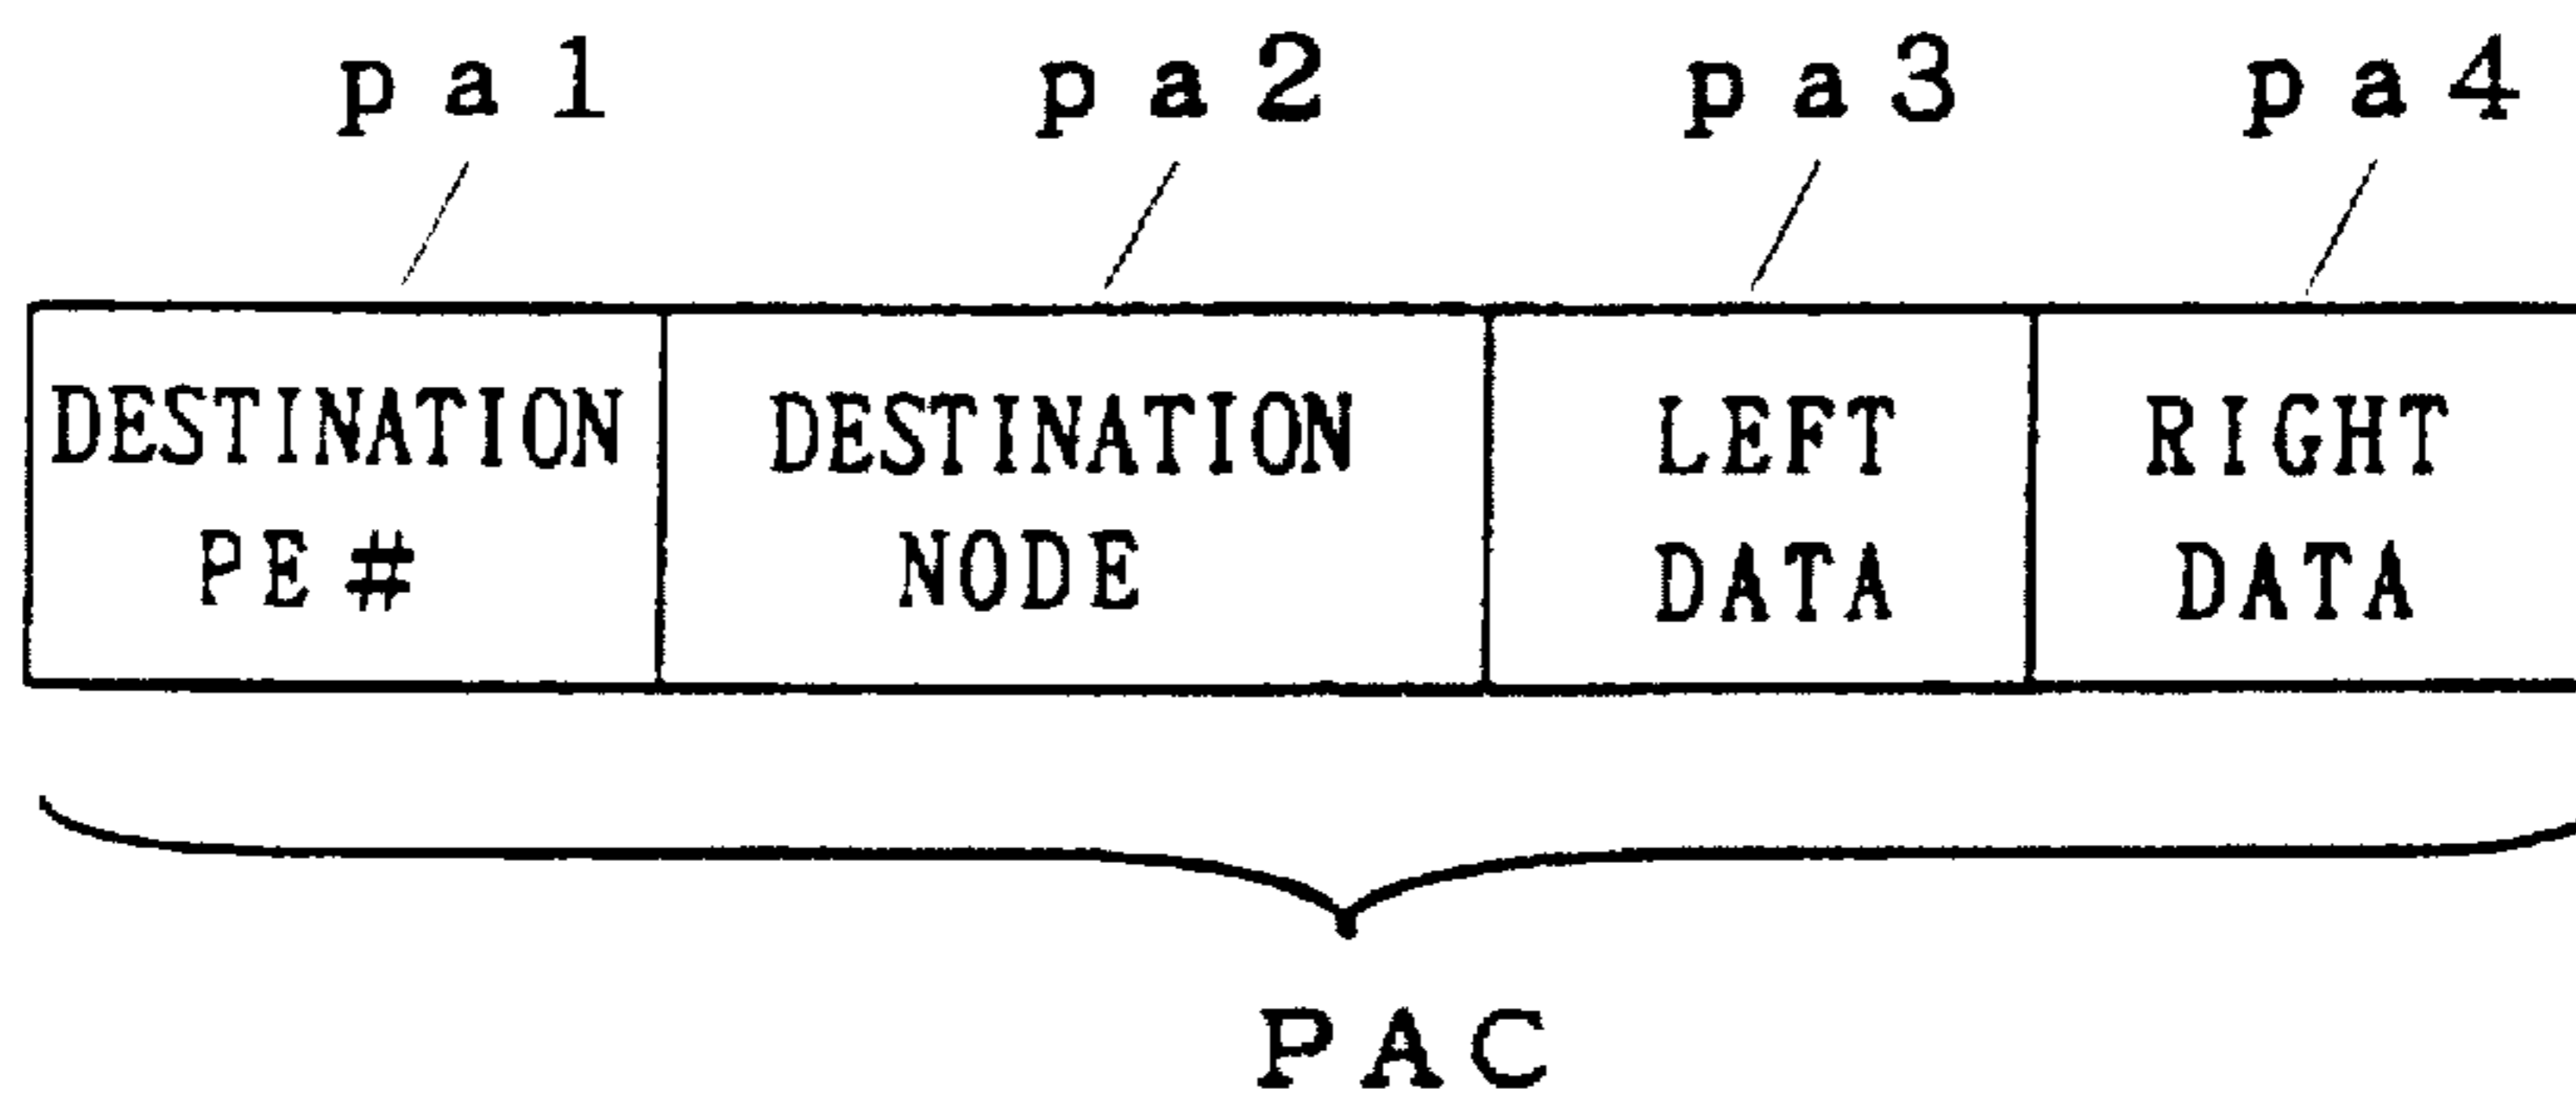 pa1 pa2 pa3 pa4
DESTINATION PE#
DESTINATION NODE
LEFT DATA
RIGHT DATA
PAC